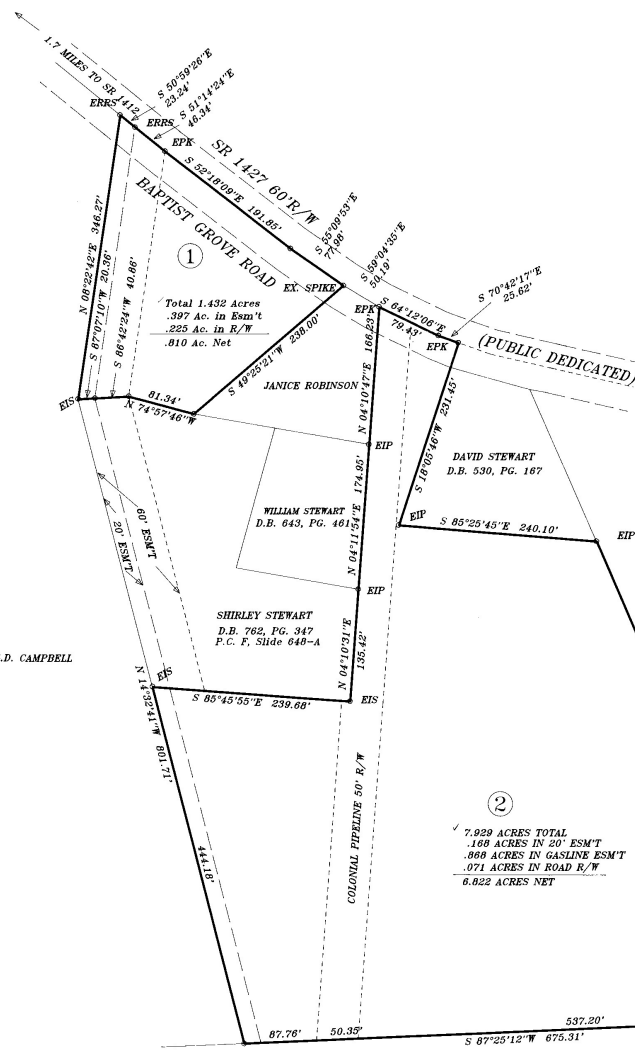 1.7 MILES TO SR 1412
S 50°59'26"E
23.24'
S 51°14'24"E
46.34'
ERRS
ERRS
EPK
SR 1427 60'R/W
S 52°18'09"E 191.85'
BAPTIST GROVE ROAD
S 55°09'53"E
77.98'
S 59°04'35"E
50.19'
S 70°42'17"E
25.62'
N 08°22'42"E 346.27'
S 87°07'10"W 20.36'
S 86°42'24"W 40.86'
1
Total 1.432 Acres
.397 Ac. in Esm't
.225 Ac. in R/W
.810 Ac. Net
EX. SPIKE
S 49°25'21"W 238.00'
EPK
S 64°12'06"E
79.43'
EPK
(PUBLIC DEDICATED)
JANICE ROBINSON
N 04°10'47"E 166.23'
S 18°05'46"W 231.45'
EIS
81.34'
N 74°57'46"W
EIP
DAVID STEWART
D.B. 530, PG. 167
WILLIAM STEWART
D.B. 643, PG. 461
N 04°11'54"E 174.95'
EIP
S 85°25'45"E 240.10'
EIP
60' ESM'T
20' ESM'T
EIP
SHIRLEY STEWART
D.B. 762, PG. 347
P.C. F, Slide 648-A
N 04°10'31"E
135.42'
.D. CAMPBELL
EIS
S 85°45'55"E 239.68'
EIS
N 14°32'41"W 801.71'
444.18'
COLONIAL PIPELINE 50' R/W
2
7.929 ACRES TOTAL
.168 ACRES IN 20' ESM'T
.868 ACRES IN GASLINE ESM'T
.071 ACRES IN ROAD R/W
6.822 ACRES NET
87.76'
50.35'
537.20'
S 87°25'12"W 675.31'